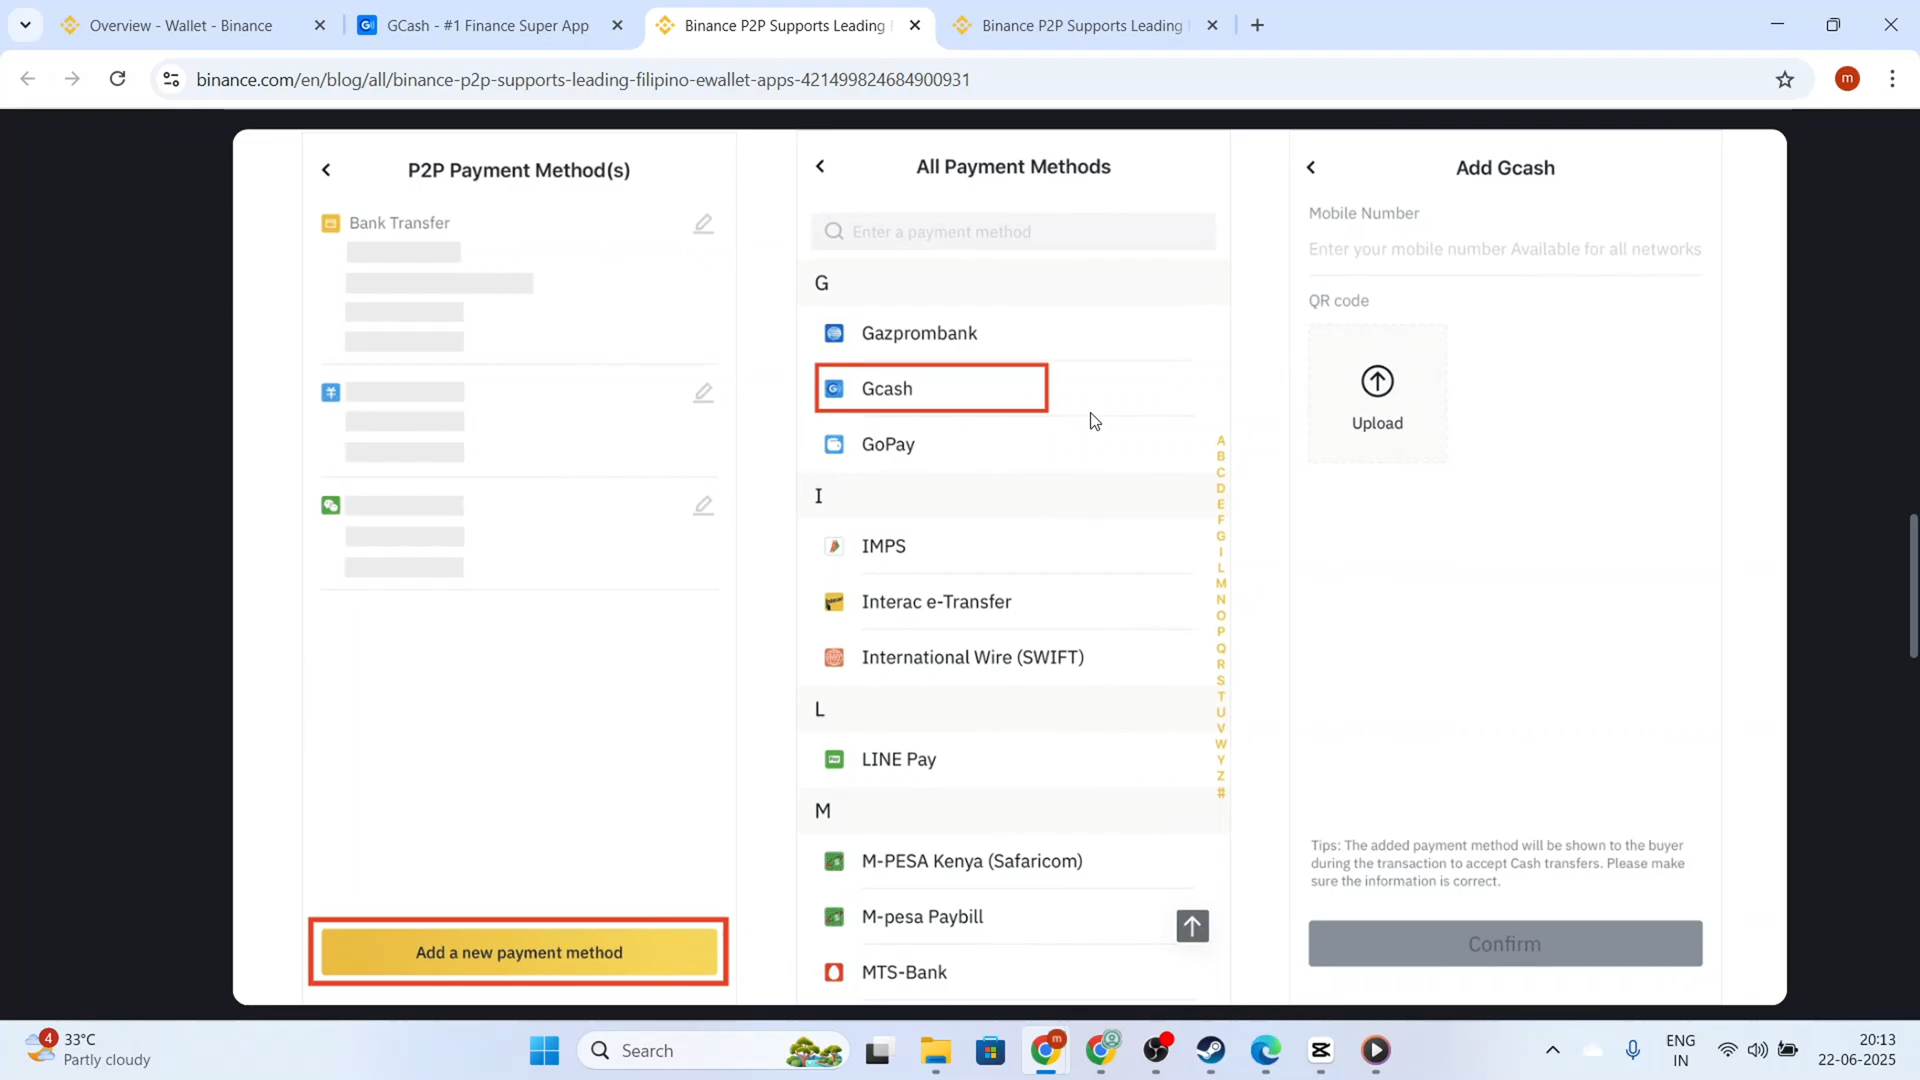 Overview - Wallet - Binance
GCash - #1 Finance Super App
Binance P2P Supports Leading
Binance P2P Supports Leading
binance.com/en/blog/all/binance-p2p-supports-leading-filipino-ewallet-apps-421499824684900931
m
P2P Payment Method(s)
Bank Transfer
Add a new payment method
All Payment Methods
Enter a payment method
G
Gazprombank
Gcash
GoPay
I
IMPS
Interac e-Transfer
International Wire (SWIFT)
L
LINE Pay
M
M-PESA Kenya (Safaricom)
M-pesa Paybill
MTS-Bank
A
B
C
D
E
F
G
I
L
M
N
O
P
Q
R
S
T
U
V
W
Y
Z
#
Add Gcash
Mobile Number
Enter your mobile number Available for all networks
QR code
Upload
Tips: The added payment method will be shown to the buyer
during the transaction to accept Cash transfers. Please make
sure the information is correct.
Confirm
4
33°C
Partly cloudy
Search
m
ENG
IN
20:13
22-06-2025